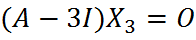 (𝐴 − 3𝐼)𝑋₃ = 𝑂